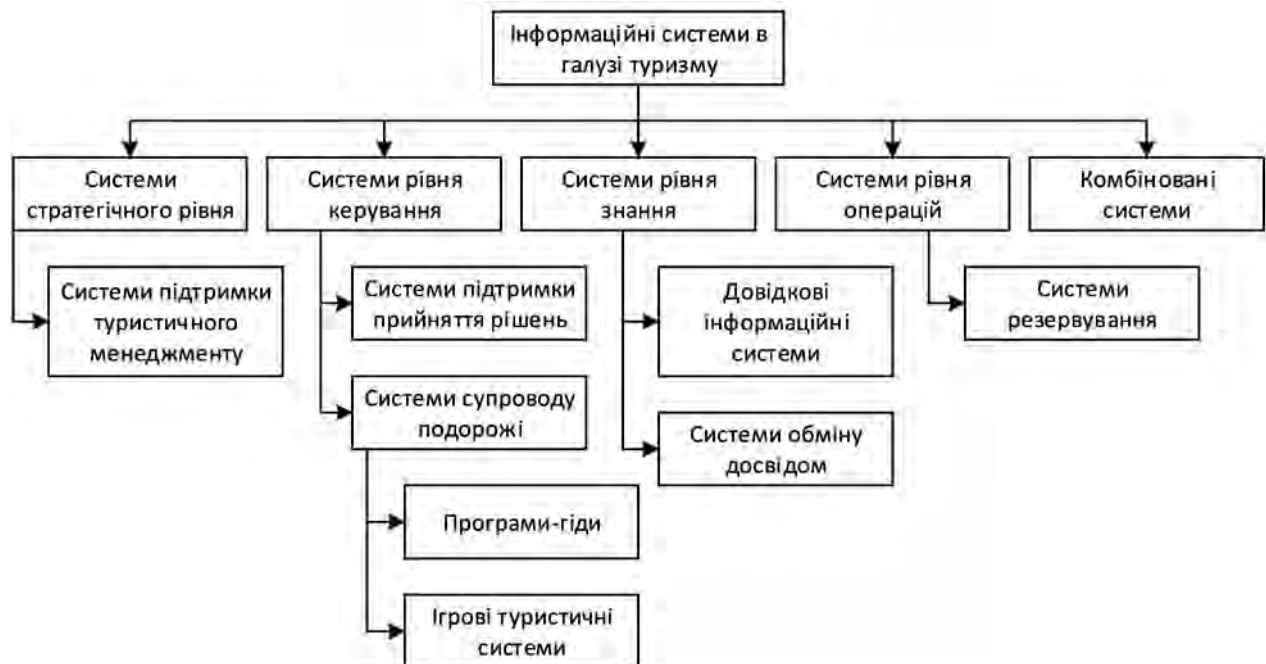 Інформаційні системи в
галузі туризму
Системи
стратегічного рівня
Системи рівня
керування
Системи рівня
знання
Системи рівня
операцій
Комбіновані
системи
Системи підтримки
туристичного
менеджменту
Системи підтримки
прийняття рішень
Довідкові
інформаційні
системи
Системи
резервування
Системи супроводу
подорожі
Системи обміну
досвідом
Програми-гіди
Ігрові туристичні
системи